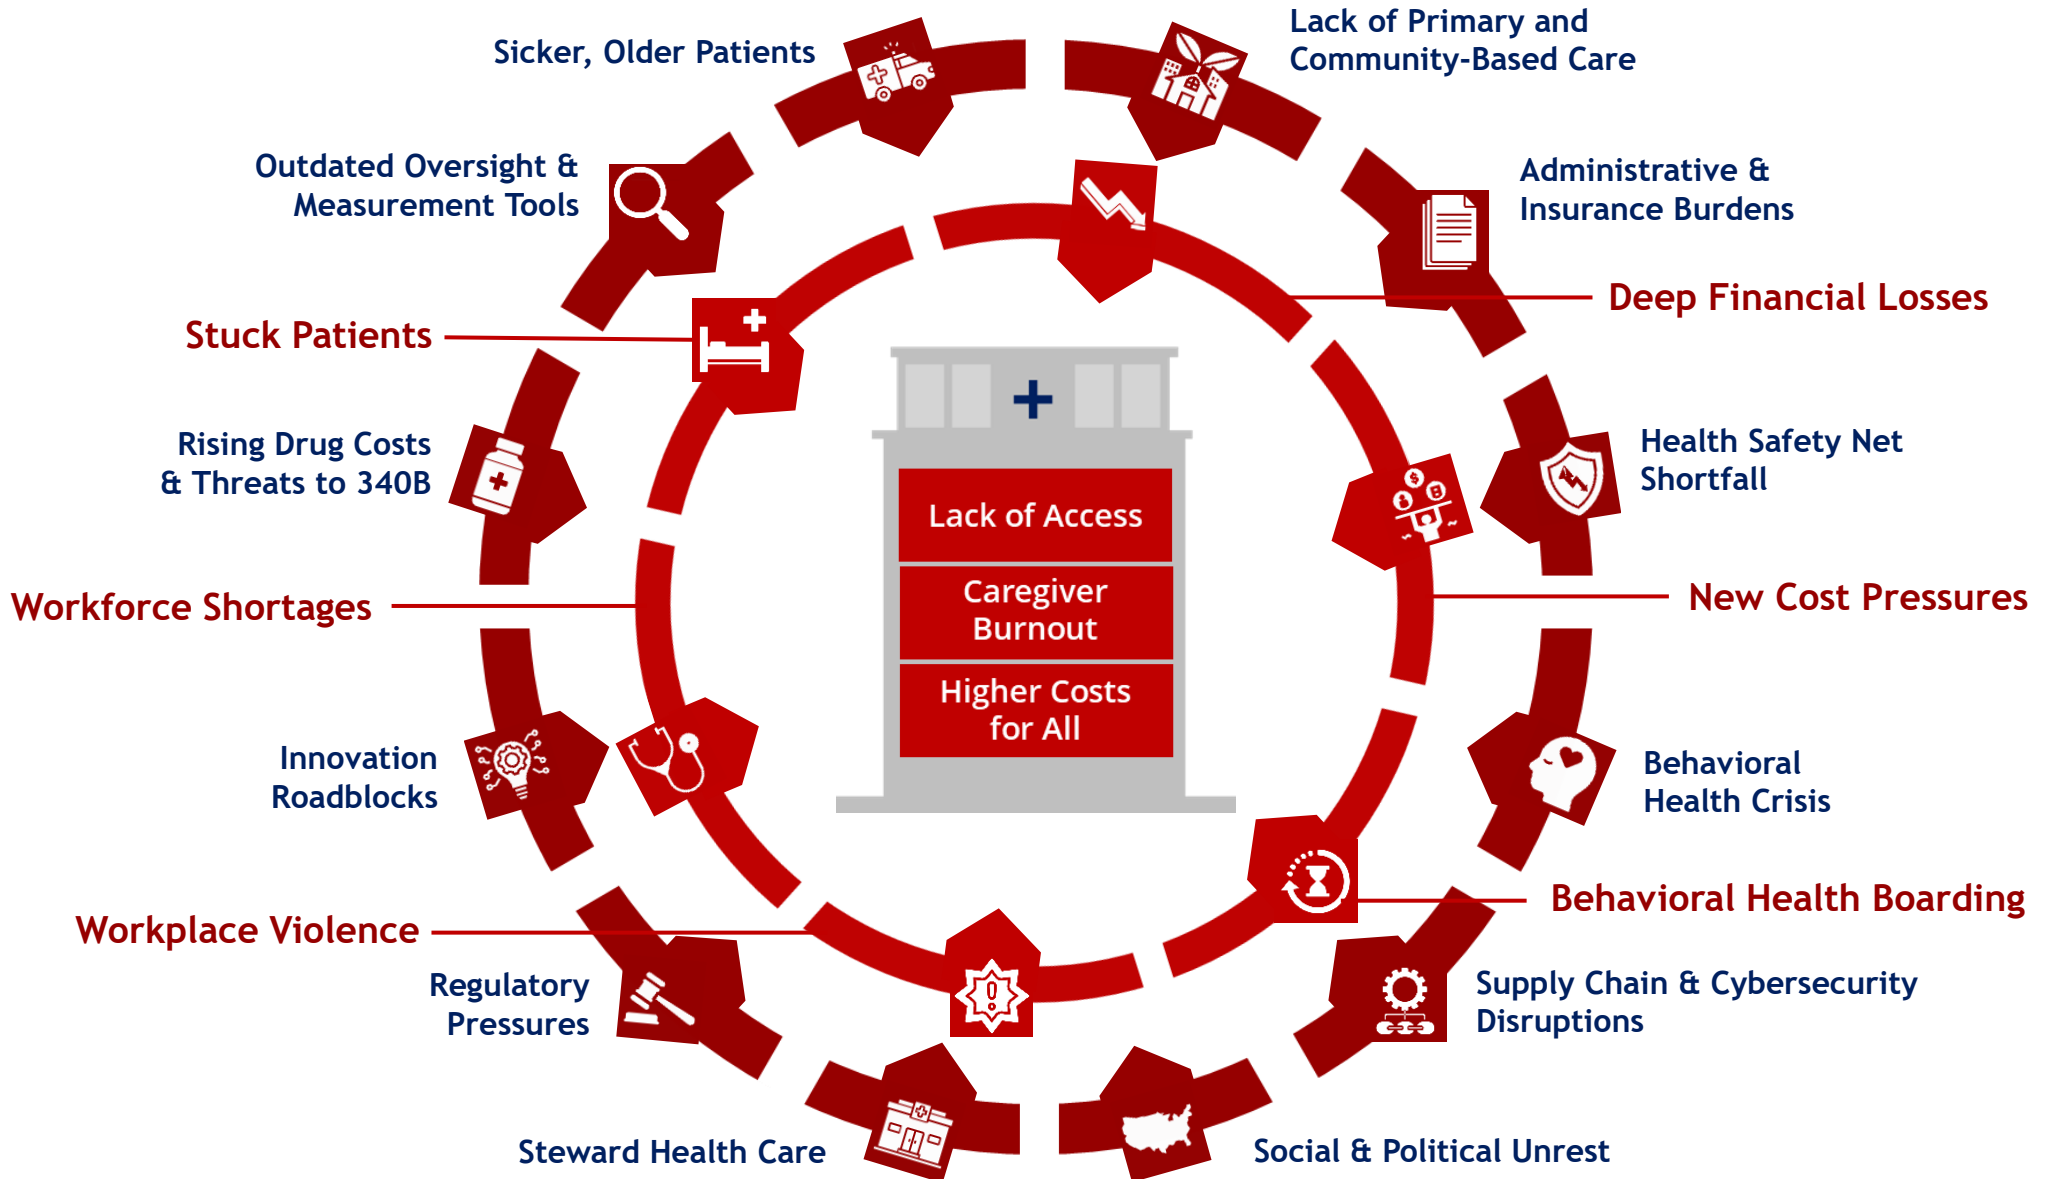 Sicker, Older Patients
Lack of Primary and
Community-Based Care
Outdated Oversight &
Measurement Tools
Administrative &
Insurance Burdens
Deep Financial Losses
Stuck Patients
Rising Drug Costs
& Threats to 340B
Health Safety Net
Shortfall
Lack of Access
Caregiver
Burnout
Higher Costs
for All
Workforce Shortages
New Cost Pressures
Innovation
Roadblocks
Behavioral
Health Crisis
Workplace Violence
Behavioral Health Boarding
Regulatory
Pressures
Supply Chain & Cybersecurity
Disruptions
Steward Health Care
Social & Political Unrest